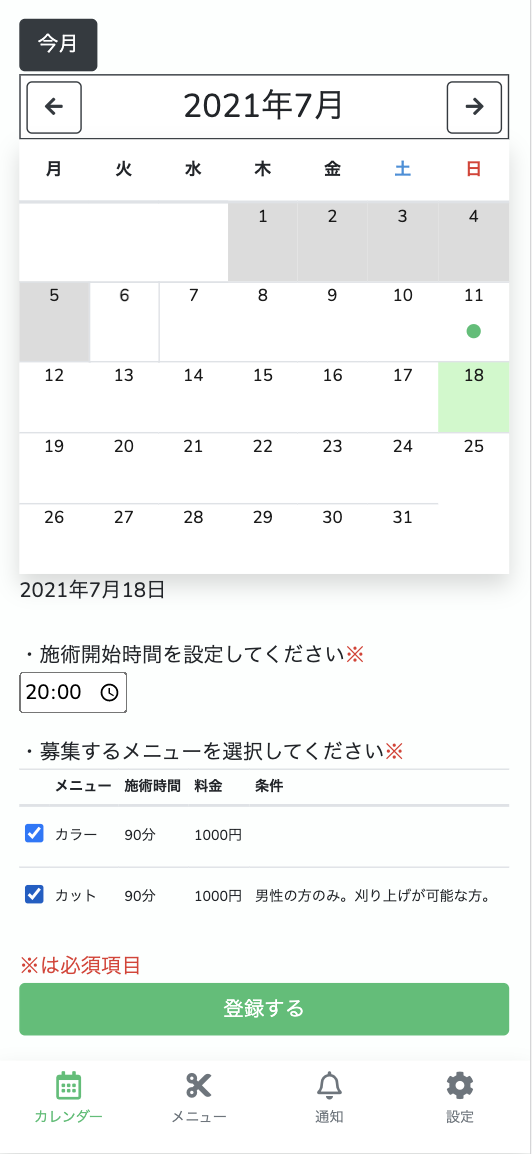 今月
2021年7月
月 火 水 木 金 土 日
1 2 3 4
5 6 7 8 9 10 11
12 13 14 15 16 17 18
19 20 21 22 23 24 25
26 27 28 29 30 31
2021年7月18日
・施術開始時間を設定してください※
20:00
・募集するメニューを選択してください※
メニュー 施術時間 料金 条件
カラー 90分 1000円
カット 90分 1000円 男性の方のみ。刈り上げが可能な方。
※は必須項目
登録する
カレンダー メニュー 通知 設定